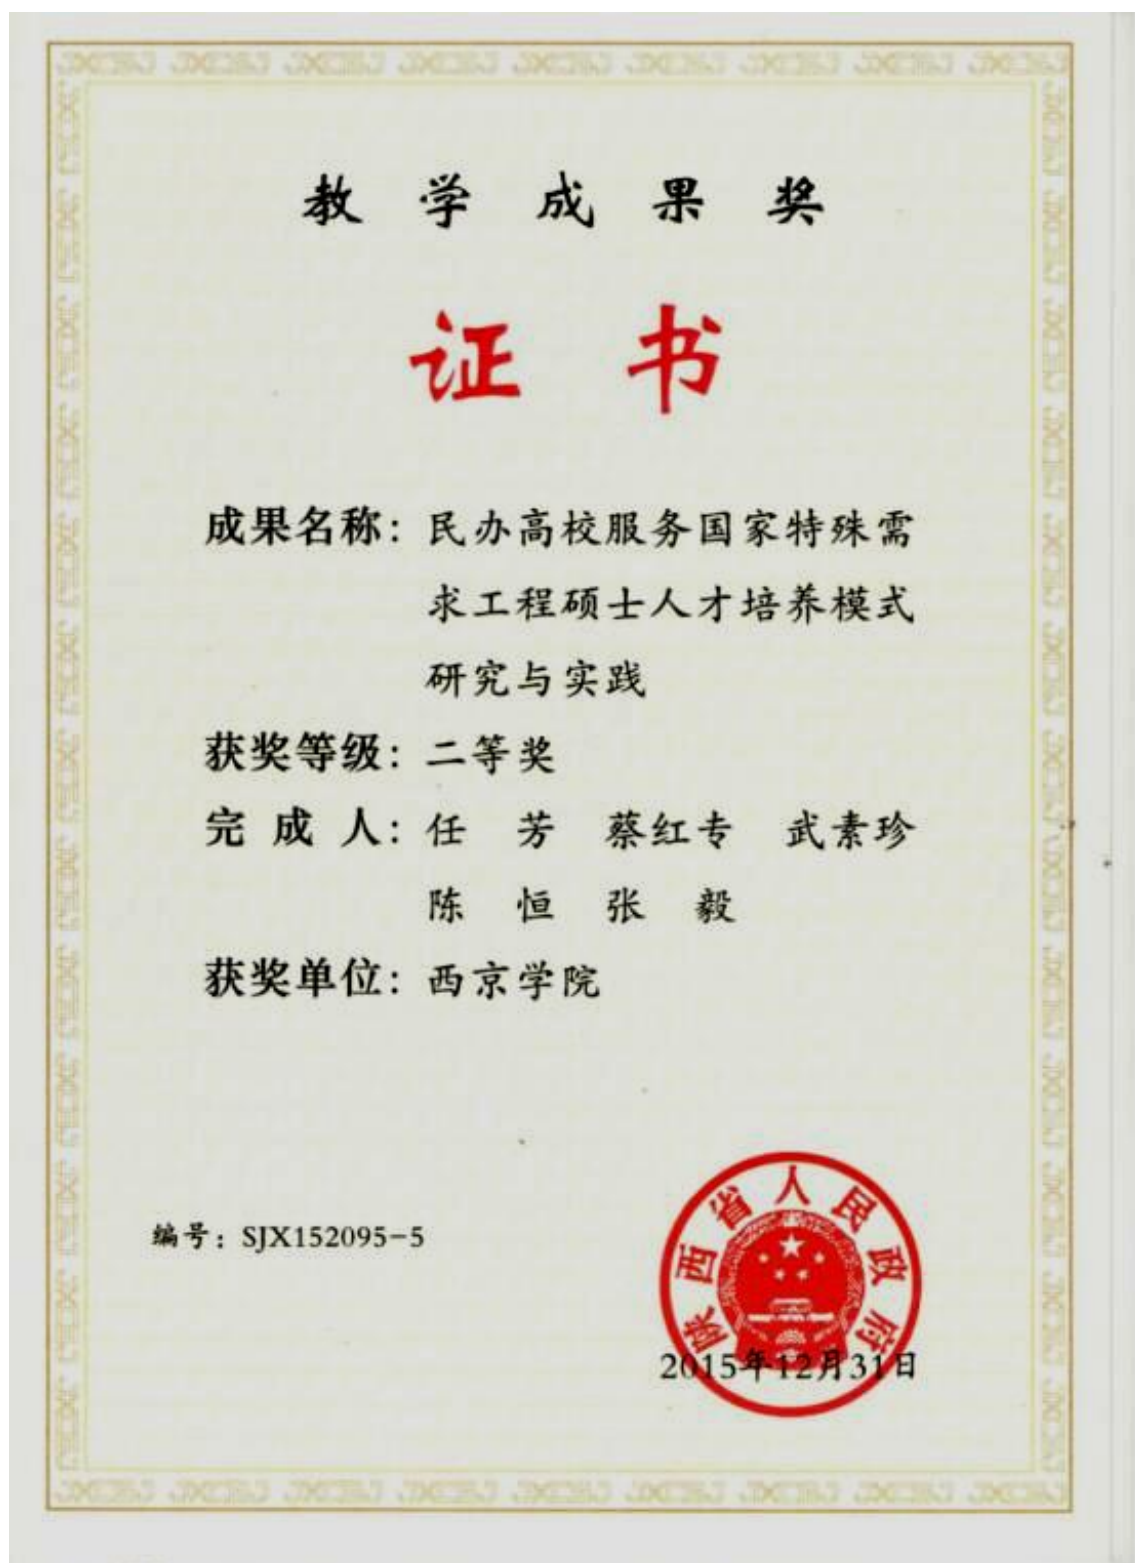 教学成果奖
证书
成果名称：民办高校服务国家特殊需
求工程硕士人才培养模式
研究与实践
获奖等级：二等奖
完成人：任芳 蔡红专 武素珍
陈恒 张毅
获奖单位：西京学院
编号：SJX152095-5
陕西省人民政府
2015年12月31日